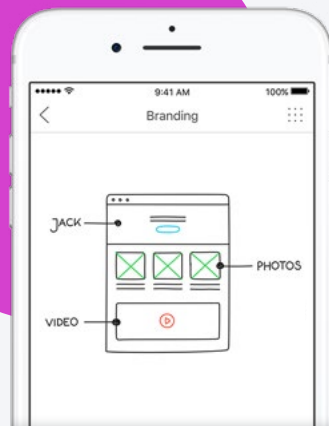 9:41 AM
100%
Branding
JACK
PHOTOS
VIDEO